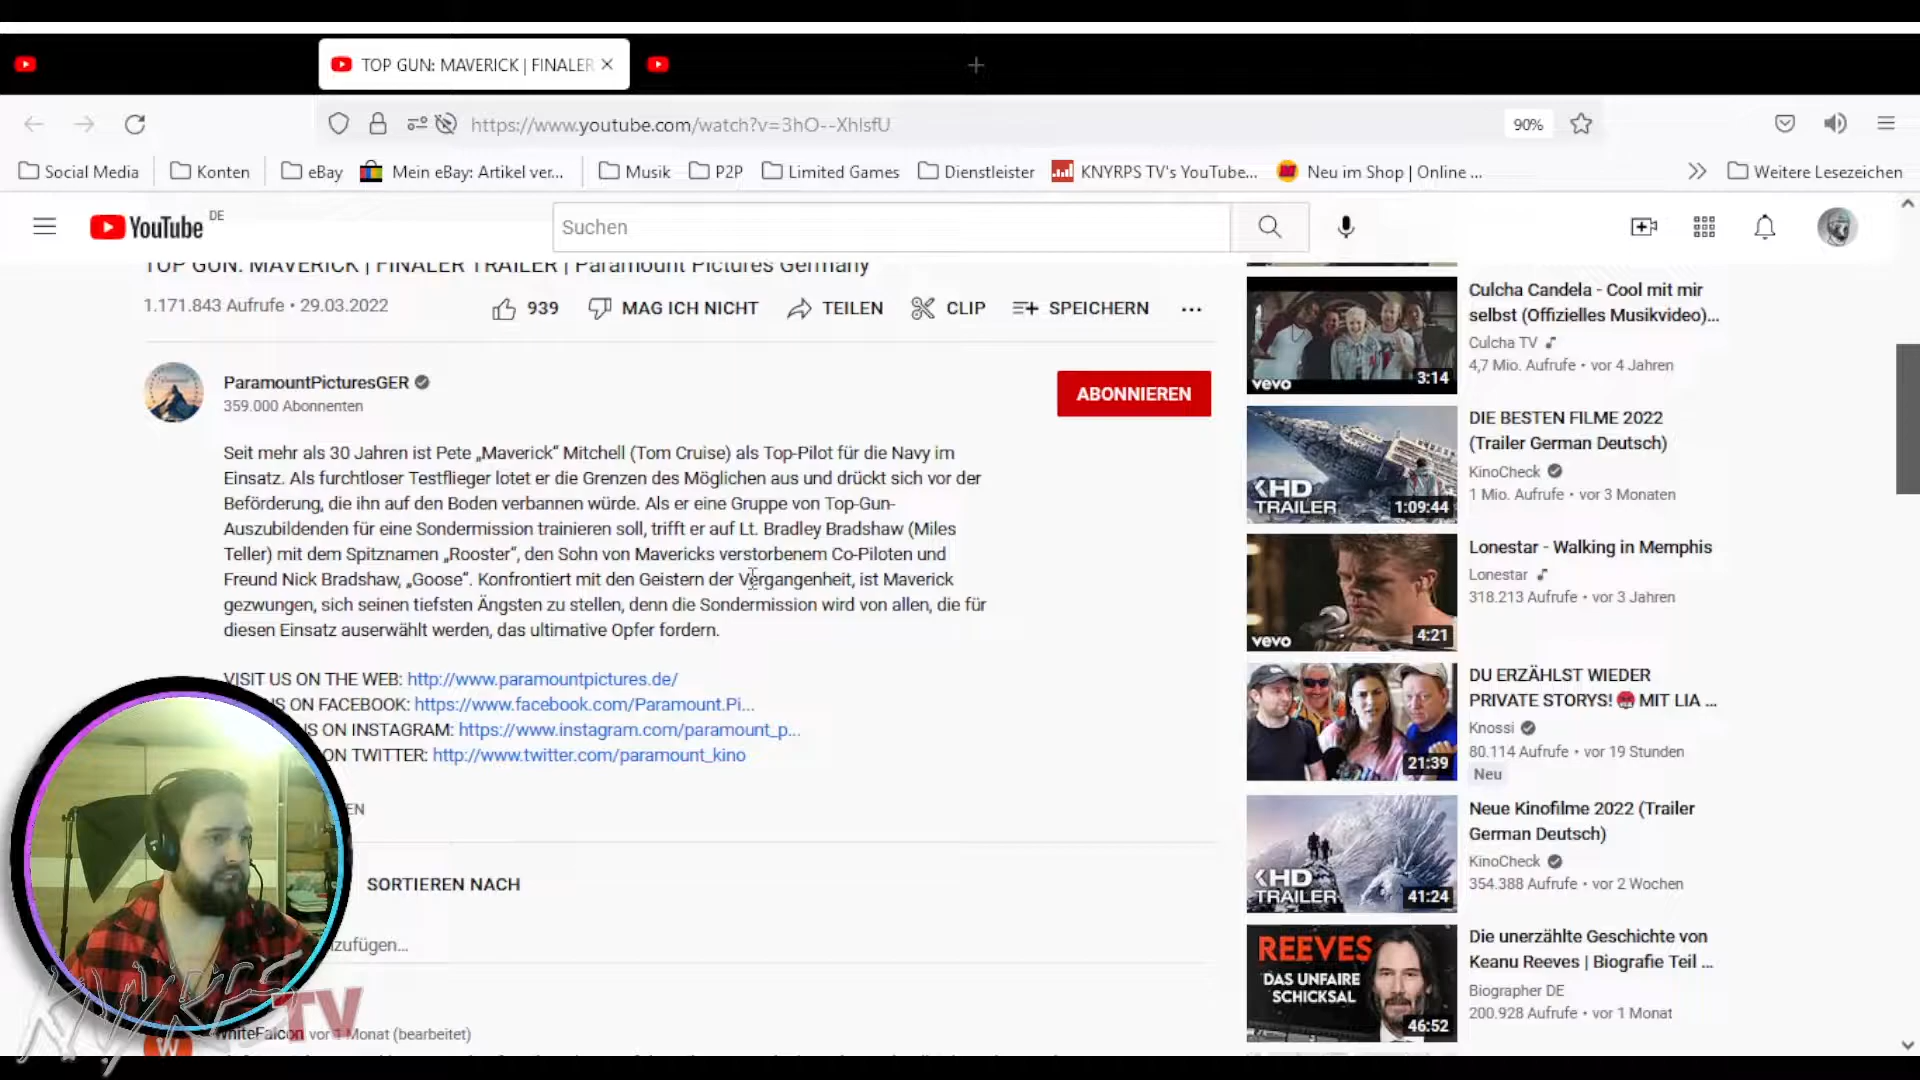 TOP GUN: MAVERICK | FINALER
https://www.youtube.com/watch?v=3hO--XhlsfU
90%
Social Media
Konten
eBay
Mein eBay: Artikel ver...
Musik
P2P
Limited Games
Dienstleister
KNYRPS TV's YouTube...
Neu im Shop | Online ...
Weitere Lesezeichen
YouTube DE
Suchen
TOP GUN: MAVERICK | FINALER TRAILER | Paramount Pictures Germany
1.171.843 Aufrufe • 29.03.2022
939
MAG ICH NICHT
TEILEN
CLIP
SPEICHERN
ParamountPicturesGER
359.000 Abonnenten
ABONNIEREN
Seit mehr als 30 Jahren ist Pete „Maverick“ Mitchell (Tom Cruise) als Top-Pilot für die Navy im
Einsatz. Als furchtloser Testflieger lotet er die Grenzen des Möglichen aus und drückt sich vor der
Beförderung, die ihn auf den Boden verbannen würde. Als er eine Gruppe von Top-Gun-
Auszubildenden für eine Sondermission trainieren soll, trifft er auf Lt. Bradley Bradshaw (Miles
Teller) mit dem Spitznamen „Rooster“, den Sohn von Mavericks verstorbenem Co-Piloten und
Freund Nick Bradshaw, „Goose“. Konfrontiert mit den Geistern der Vergangenheit, ist Maverick
gezwungen, sich seinen tiefsten Ängsten zu stellen, denn die Sondermission wird von allen, die für
diesen Einsatz auserwählt werden, das ultimative Opfer fordern.
VISIT US ON THE WEB: http://www.paramountpictures.de/
US ON FACEBOOK: https://www.facebook.com/Paramount.Pi...
US ON INSTAGRAM: https://www.instagram.com/paramount_p...
ON TWITTER: http://www.twitter.com/paramount_kino
EN
SORTIEREN NACH
zufügen...
WhiteFalcon vor 1 Monat (bearbeitet)
TV
Culcha Candela - Cool mit mir
selbst (Offizielles Musikvideo)...
Culcha TV
4,7 Mio. Aufrufe • vor 4 Jahren
vevo
3:14
DIE BESTEN FILME 2022
(Trailer German Deutsch)
KinoCheck
1 Mio. Aufrufe • vor 3 Monaten
HD
TRAILER
1:09:44
Lonestar - Walking in Memphis
Lonestar
318.213 Aufrufe • vor 3 Jahren
vevo
4:21
DU ERZÄHLST WIEDER
PRIVATE STORYS! 😡 MIT LIA ...
Knossi
80.114 Aufrufe • vor 19 Stunden
Neu
21:39
Neue Kinofilme 2022 (Trailer
German Deutsch)
KinoCheck
354.388 Aufrufe • vor 2 Wochen
HD
TRAILER
41:24
Die unerzählte Geschichte von
Keanu Reeves | Biografie Teil ...
Biographer DE
200.928 Aufrufe • vor 1 Monat
REEVES
DAS UNFAIRE
SCHICKSAL
46:52